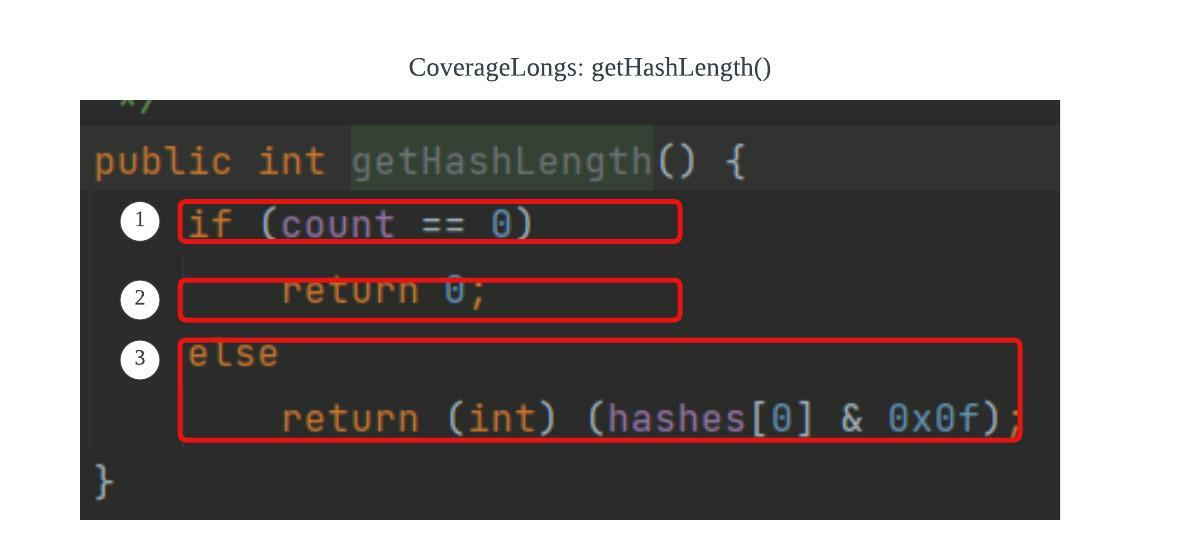 CoverageLongs: getHashLength()
*/
public int getHashLength() {
1 if (count == 0)
2 return 0;
3 else
return (int) (hashes[0] & 0x0f);
}